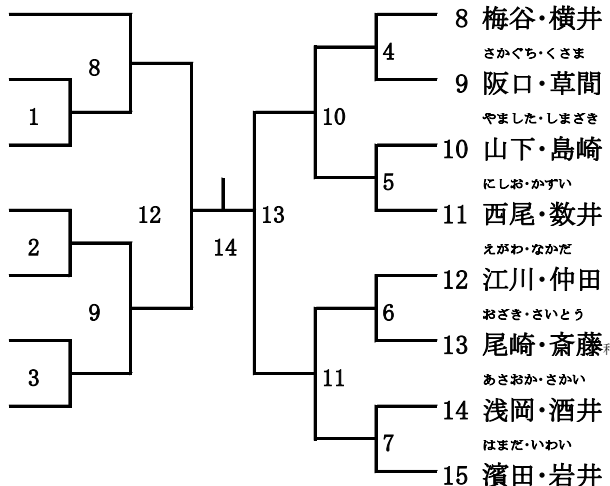 8 梅谷・横井
さかぐち・くさま
9 阪口・草間
やました・しまざき
10 山下・島崎
にしお・かずい
11 西尾・数井
えがわ・なかだ
12 江川・仲田
おざき・さいとう
13 尾崎・斎藤
あさおか・さかい
14 浅岡・酒井
はまだ・いわい
15 濱田・岩井
8
1
2
9
3
12
14
13
4
10
5
6
11
7